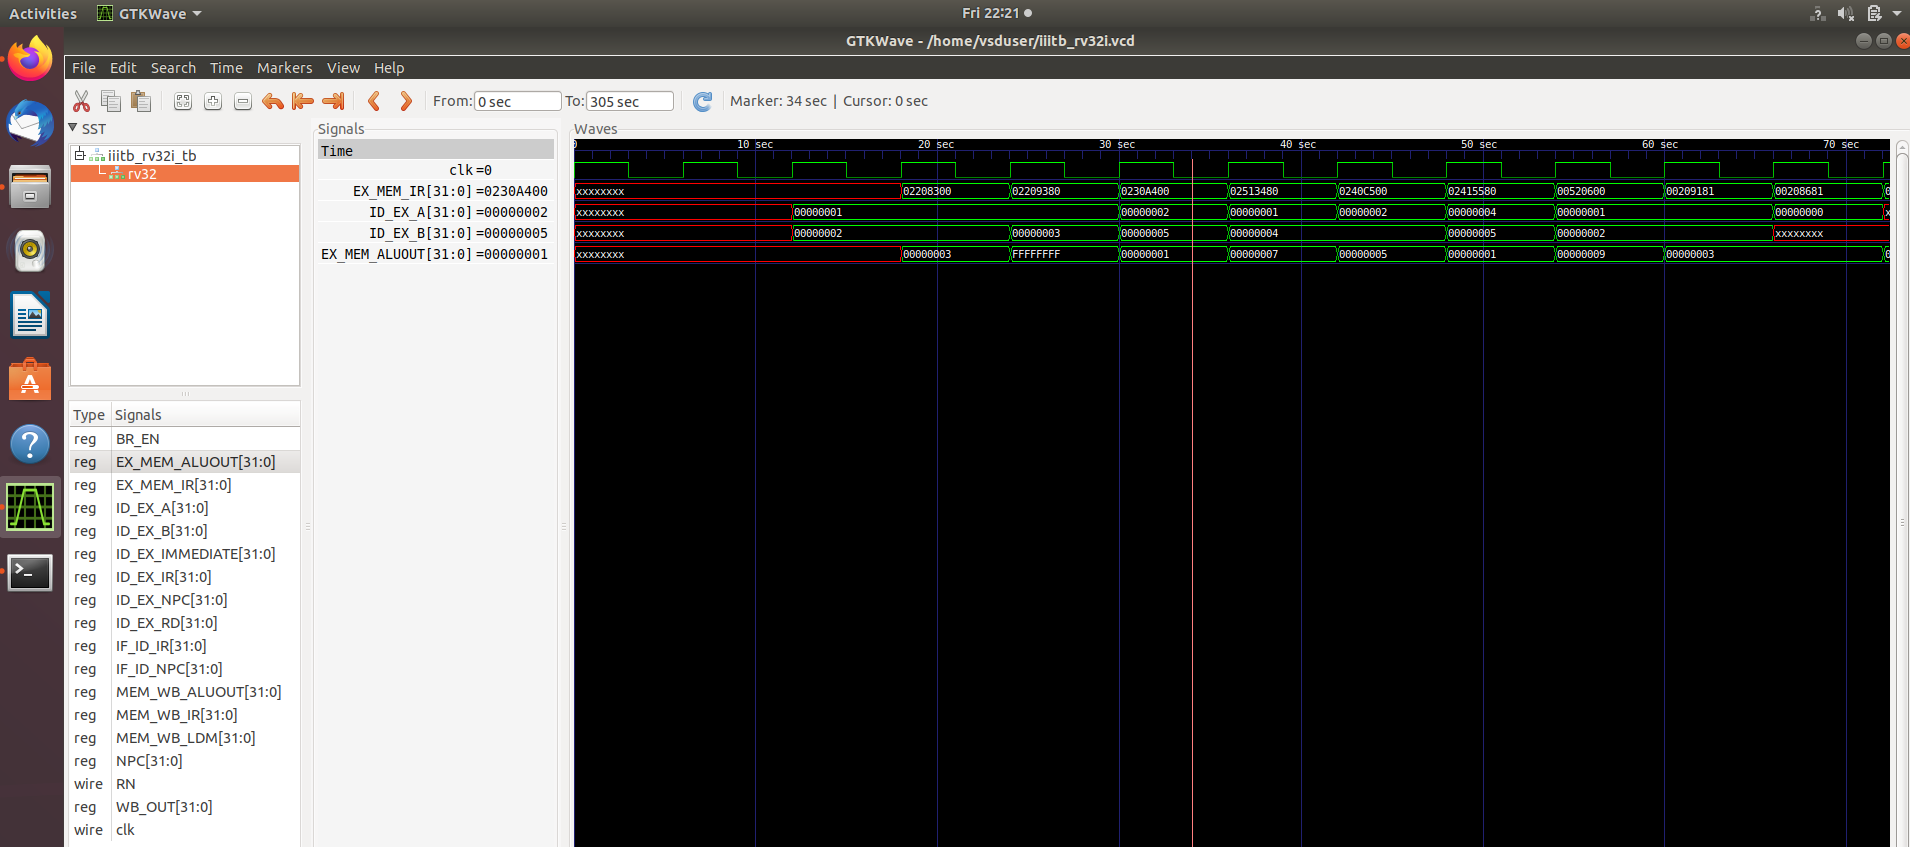 Activities GTKWave Fri 22:21
GTKWave - /home/vsduser/iiitb_rv32i.vcd
File Edit Search Time Markers View Help
From: 0 sec To: 305 sec Marker: 34 sec | Cursor: 0 sec
SST
iiitb_rv32i_tb
rv32
Type Signals
reg BR_EN
reg EX_MEM_ALUOUT[31:0]
reg EX_MEM_IR[31:0]
reg ID_EX_A[31:0]
reg ID_EX_B[31:0]
reg ID_EX_IMMEDIATE[31:0]
reg ID_EX_IR[31:0]
reg ID_EX_NPC[31:0]
reg ID_EX_RD[31:0]
reg IF_ID_IR[31:0]
reg IF_ID_NPC[31:0]
reg MEM_WB_ALUOUT[31:0]
reg MEM_WB_IR[31:0]
reg MEM_WB_LDM[31:0]
reg NPC[31:0]
wire RN
reg WB_OUT[31:0]
wire clk
Signals
Time
clk =0
EX_MEM_IR[31:0] =0230A400
ID_EX_A[31:0] =00000002
ID_EX_B[31:0] =00000005
EX_MEM_ALUOUT[31:0] =00000001
Waves
0 10 sec 20 sec 30 sec 40 sec 50 sec 60 sec 70 sec
xxxxxxxx 02208300 02209380 0230A400 02513480 0240C500 02415580 00520600 00209181 00208681 0
xxxxxxxx 00000001 00000002 00000001 00000002 00000004 00000001 00000000 x
xxxxxxxx 00000002 00000003 00000005 00000004 00000005 00000002 xxxxxxxx
xxxxxxxx 00000003 FFFFFFFF 00000001 00000007 00000005 00000001 00000009 00000003 0